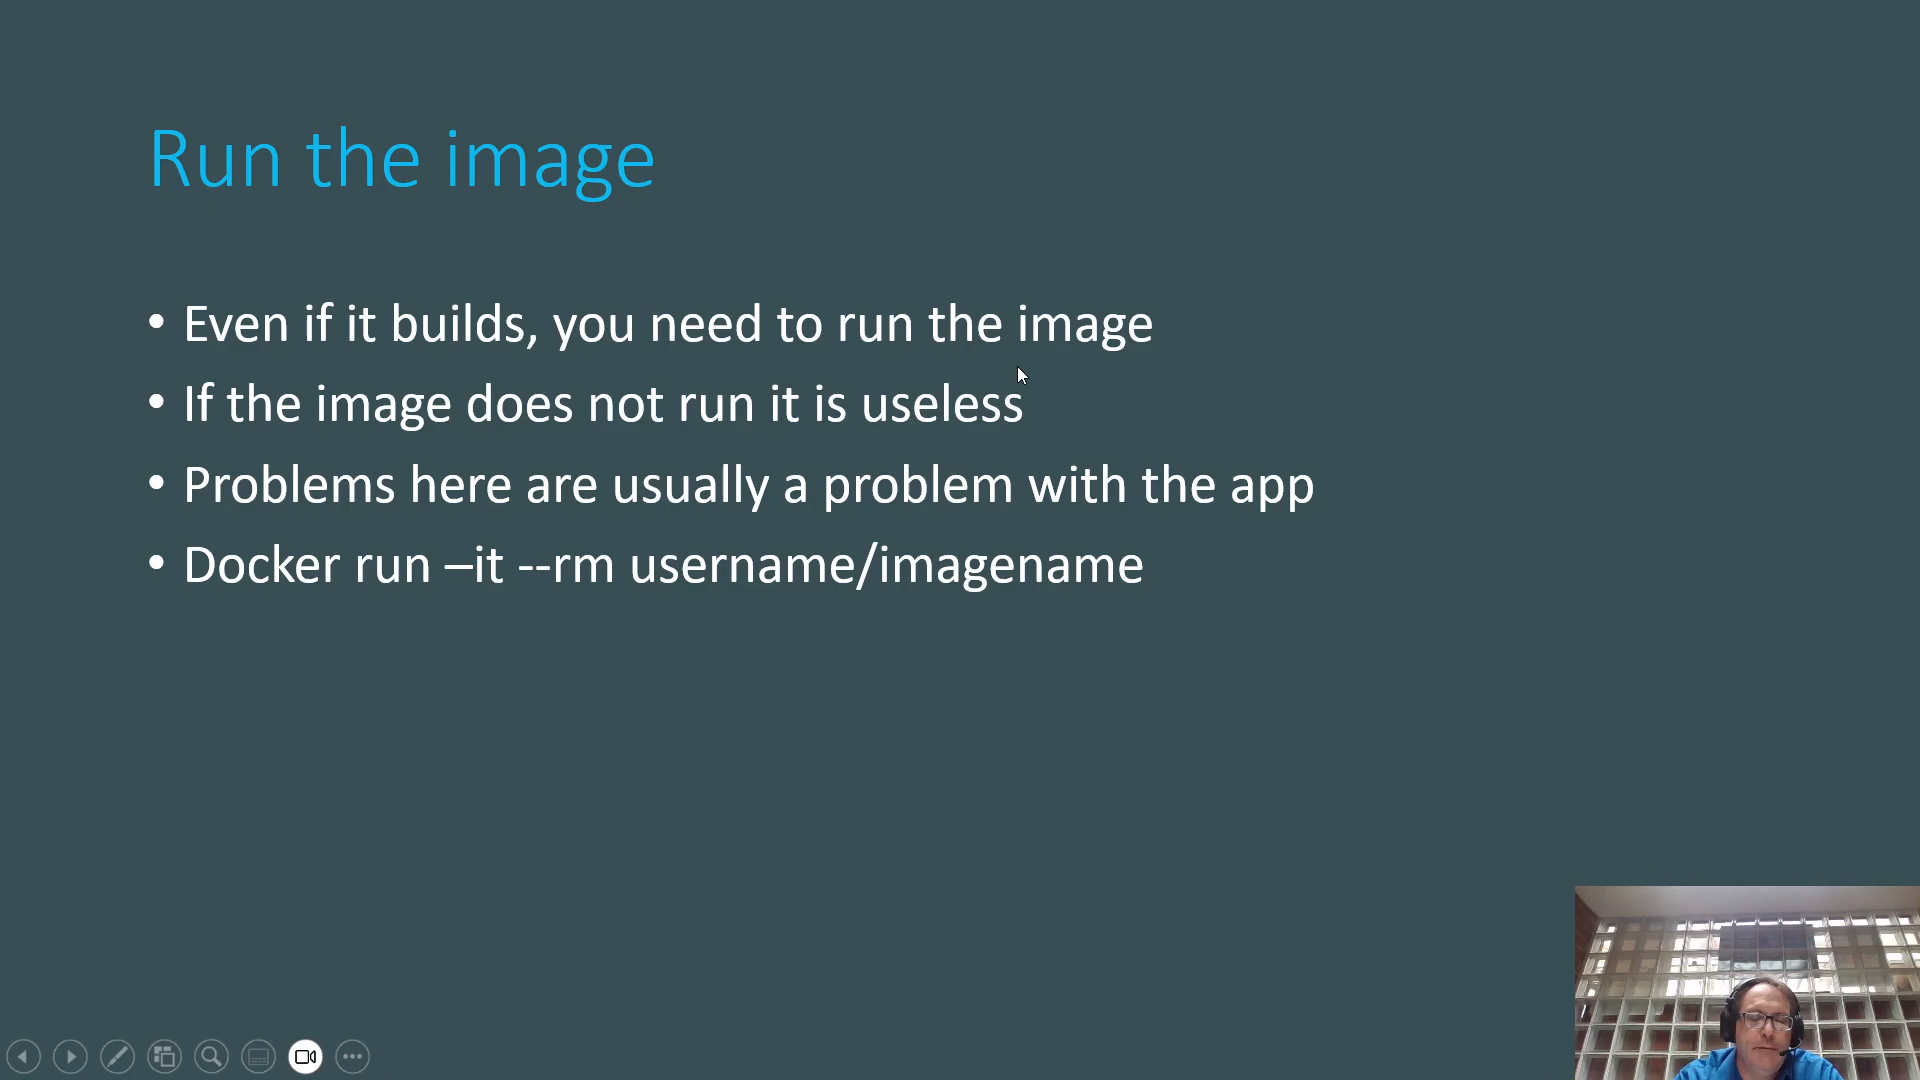 Run the image
• Even if it builds, you need to run the image
• If the image does not run it is useless
• Problems here are usually a problem with the app
• Docker run –it --rm username/imagename